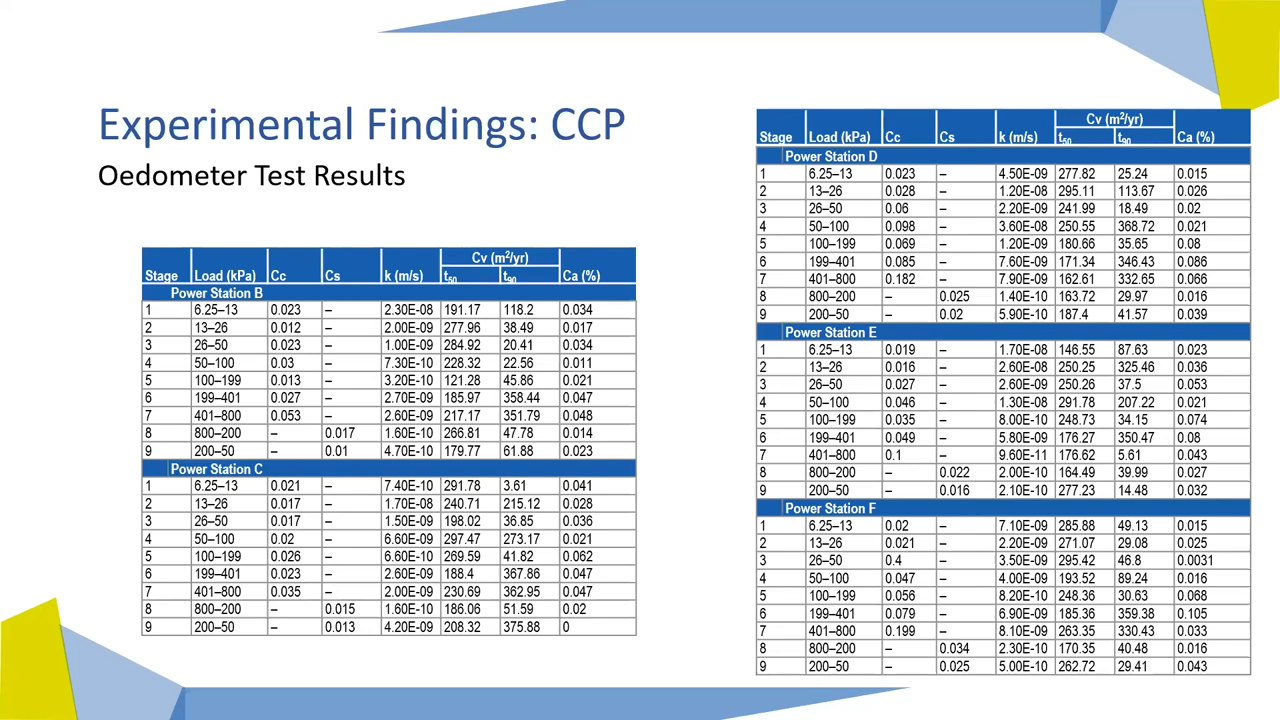 Experimental Findings: CCP
Oedometer Test Results
Stage Load (kPa) Cc Cs k (m/s) Cv (m²/yr) t50 t90 Ca (%)
Power Station B
1 6.25–13 0.023 – 2.30E-08 191.17 118.2 0.034
2 13–26 0.012 – 2.00E-09 277.96 38.49 0.017
3 26–50 0.023 – 1.00E-09 284.92 20.41 0.034
4 50–100 0.03 – 7.30E-10 228.32 22.56 0.011
5 100–199 0.013 – 3.20E-10 121.28 45.86 0.021
6 199–401 0.027 – 2.70E-09 185.97 358.44 0.047
7 401–800 0.053 – 2.60E-09 217.17 351.79 0.048
8 800–200 – 0.017 1.60E-10 266.81 47.78 0.014
9 200–50 – 0.01 4.70E-10 179.77 61.88 0.023
Power Station C
1 6.25–13 0.021 – 7.40E-10 291.78 3.61 0.041
2 13–26 0.017 – 1.70E-08 240.71 215.12 0.028
3 26–50 0.017 – 1.50E-09 198.02 36.85 0.036
4 50–100 0.02 – 6.60E-09 297.47 273.17 0.021
5 100–199 0.026 – 6.60E-10 269.59 41.82 0.062
6 199–401 0.023 – 2.60E-09 188.4 367.86 0.047
7 401–800 0.035 – 2.00E-09 230.69 362.95 0.047
8 800–200 – 0.015 1.60E-10 186.06 51.59 0.02
9 200–50 – 0.013 4.20E-09 208.32 375.88 0
Stage Load (kPa) Cc Cs k (m/s) Cv (m²/yr) t50 t90 Ca (%)
Power Station D
1 6.25–13 0.023 – 4.50E-09 277.82 25.24 0.015
2 13–26 0.028 – 1.20E-08 295.11 113.67 0.026
3 26–50 0.06 – 2.20E-09 241.99 18.49 0.02
4 50–100 0.098 – 3.60E-08 250.55 368.72 0.021
5 100–199 0.069 – 1.20E-09 180.66 35.65 0.08
6 199–401 0.085 – 7.60E-09 171.34 346.43 0.086
7 401–800 0.182 – 7.90E-09 162.61 332.65 0.066
8 800–200 – 0.025 1.40E-10 163.72 29.97 0.016
9 200–50 – 0.02 5.90E-10 187.4 41.57 0.039
Power Station E
1 6.25–13 0.019 – 1.70E-08 146.55 87.63 0.023
2 13–26 0.016 – 2.60E-08 250.25 325.46 0.036
3 26–50 0.027 – 2.60E-09 250.26 37.5 0.053
4 50–100 0.046 – 1.30E-08 291.78 207.22 0.021
5 100–199 0.035 – 8.00E-10 248.73 34.15 0.074
6 199–401 0.049 – 5.80E-09 176.27 350.47 0.08
7 401–800 0.1 – 9.60E-11 176.62 5.61 0.043
8 800–200 – 0.022 2.00E-10 164.49 39.99 0.027
9 200–50 – 0.016 2.10E-10 277.23 14.48 0.032
Power Station F
1 6.25–13 0.02 – 7.10E-09 285.88 49.13 0.015
2 13–26 0.021 – 2.20E-09 271.07 29.08 0.025
3 26–50 0.4 – 3.50E-09 295.42 46.8 0.0031
4 50–100 0.047 – 4.00E-09 193.52 89.24 0.016
5 100–199 0.056 – 8.20E-10 248.36 30.63 0.068
6 199–401 0.079 – 6.90E-09 185.36 359.38 0.105
7 401–800 0.199 – 8.10E-09 263.35 330.43 0.033
8 800–200 – 0.034 2.30E-10 170.35 40.48 0.016
9 200–50 – 0.025 5.00E-10 262.72 29.41 0.043